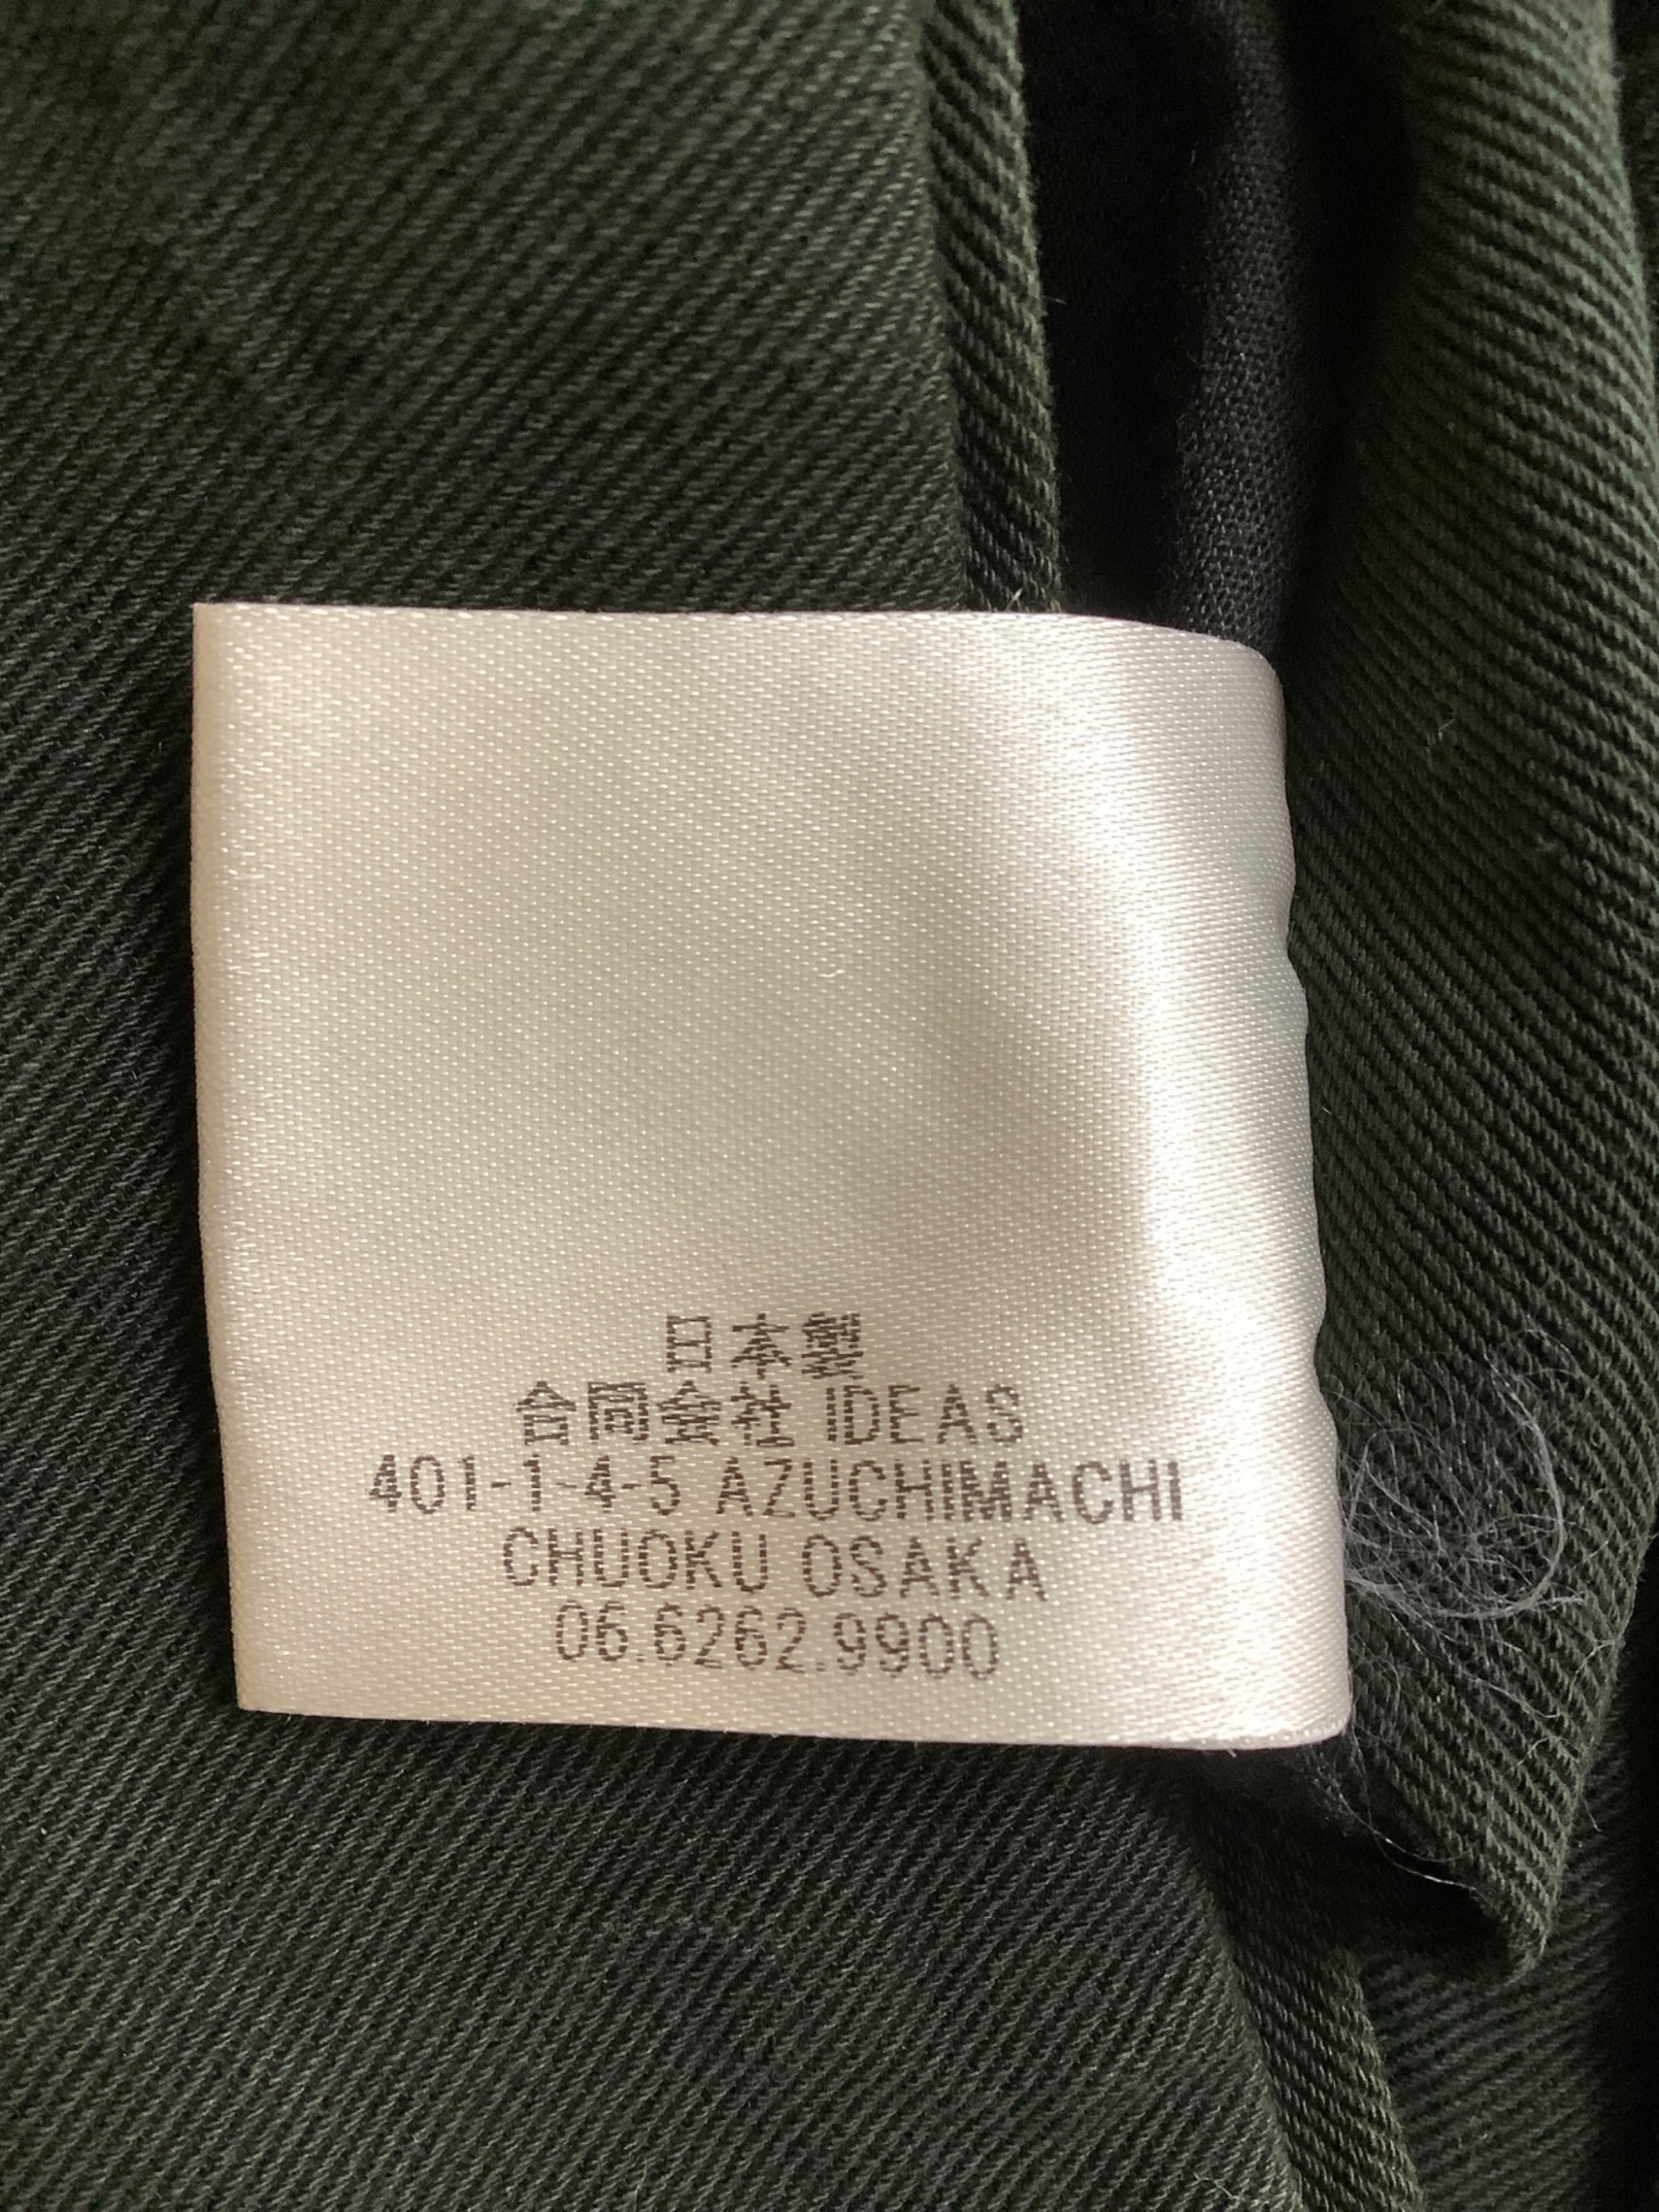 日本製
合同会社 IDEAS
401-1-4-5 AZUCHIMACHI
CHUOKU OSAKA
06.6262.9900